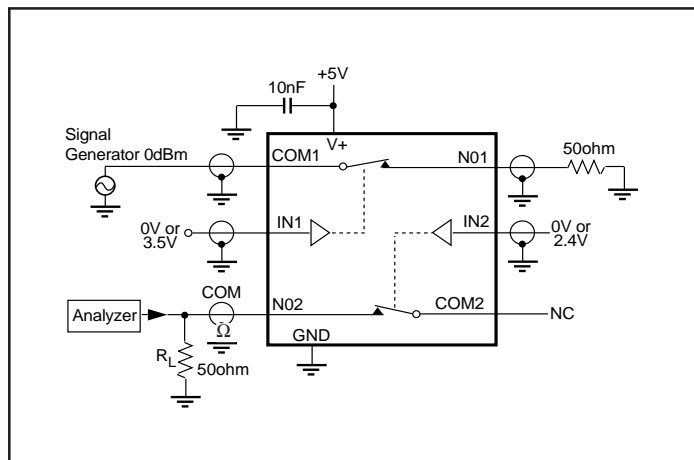 +5V
10nF
V+
Signal
Generator 0dBm
COM1
N01
50ohm
0V or
3.5V
IN1
IN2
0V or
2.4V
COM
Ω
N02
COM2
NC
Analyzer
GND
RL
50ohm